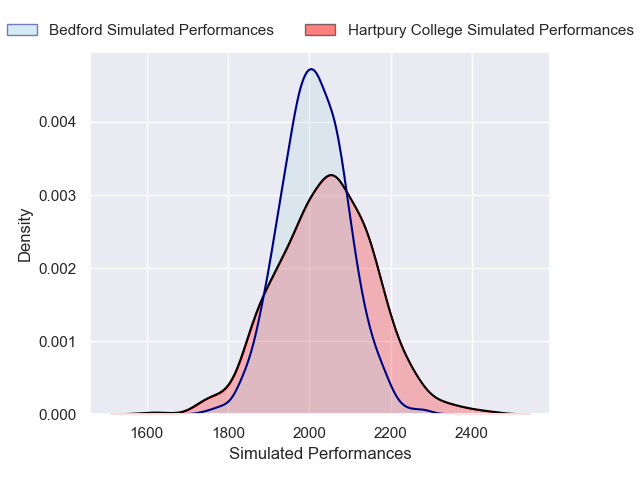 Bedford Simulated Performances
Hartpury College Simulated Performances
0.004
0.003
0.002
0.001
0.000
Density
1600 1800 2000 2200 2400
Simulated Performances